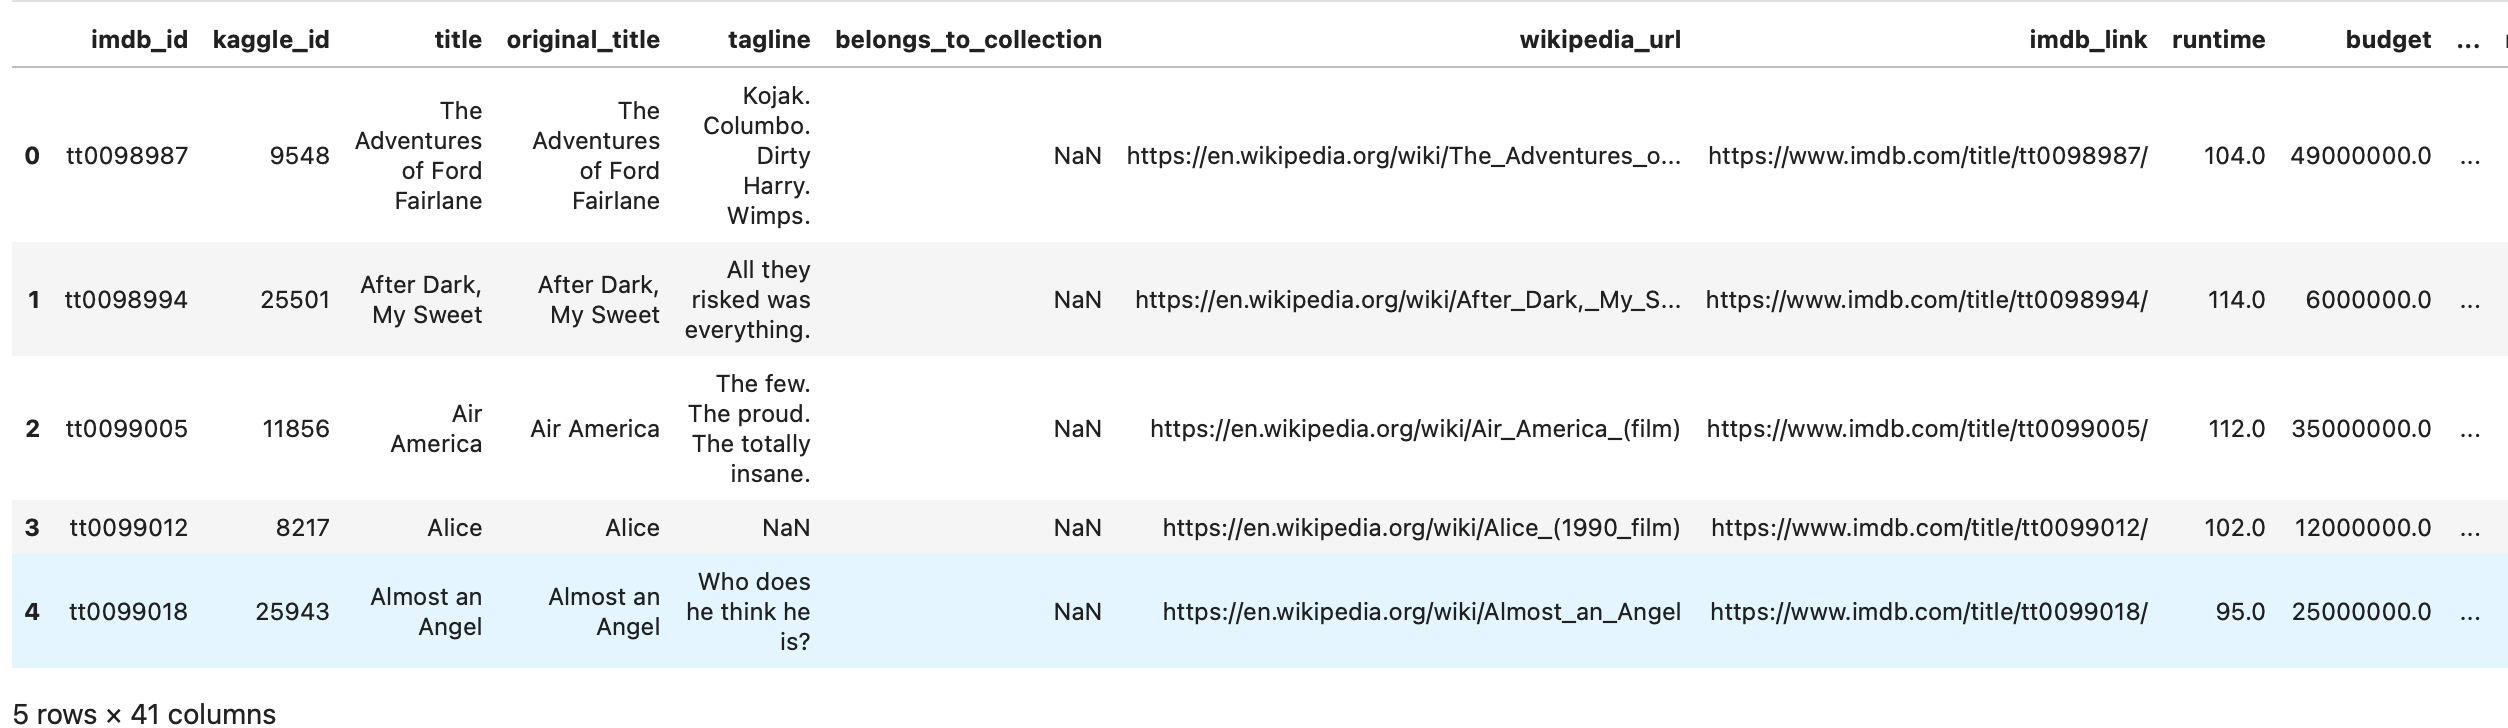 imdb_id kaggle_id title original_title tagline belongs_to_collection wikipedia_url imdb_link runtime budget ...
0 tt0098987 9548 The Adventures of Ford Fairlane The Adventures of Ford Fairlane Kojak. Columbo. Dirty Harry. Wimps. NaN https://en.wikipedia.org/wiki/The_Adventures_o... https://www.imdb.com/title/tt0098987/ 104.0 49000000.0 ...
1 tt0098994 25501 After Dark, My Sweet After Dark, My Sweet All they risked was everything. NaN https://en.wikipedia.org/wiki/After_Dark,_My_S... https://www.imdb.com/title/tt0098994/ 114.0 6000000.0 ...
2 tt0099005 11856 Air America Air America The few. The proud. The totally insane. NaN https://en.wikipedia.org/wiki/Air_America_(film) https://www.imdb.com/title/tt0099005/ 112.0 35000000.0 ...
3 tt0099012 8217 Alice Alice NaN NaN https://en.wikipedia.org/wiki/Alice_(1990_film) https://www.imdb.com/title/tt0099012/ 102.0 12000000.0 ...
4 tt0099018 25943 Almost an Angel Almost an Angel Who does he think he is? NaN https://en.wikipedia.org/wiki/Almost_an_Angel https://www.imdb.com/title/tt0099018/ 95.0 25000000.0 ...
5 rows × 41 columns